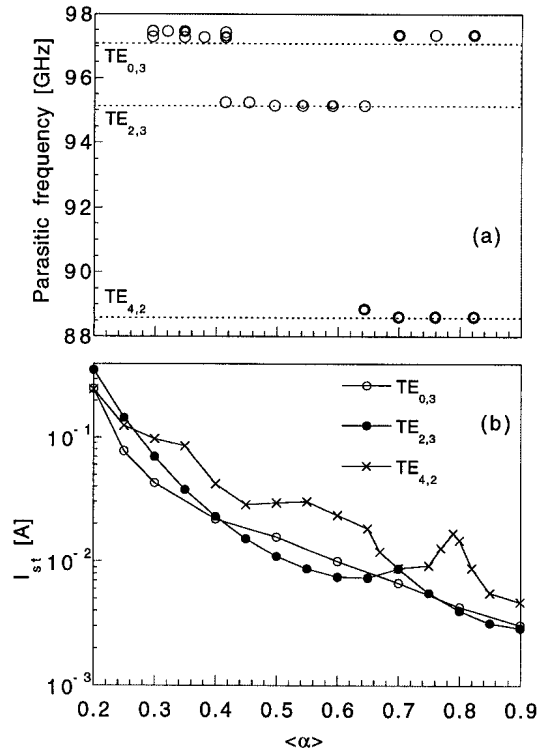 98
96
94
92
90
88
Parasitic frequency [GHz]
TE0,3
TE2,3
TE4,2
(a)
10-1
10-2
10-3
Ist [A]
TE0,3
TE2,3
TE4,2
(b)
0.2 0.3 0.4 0.5 0.6 0.7 0.8 0.9
<α>